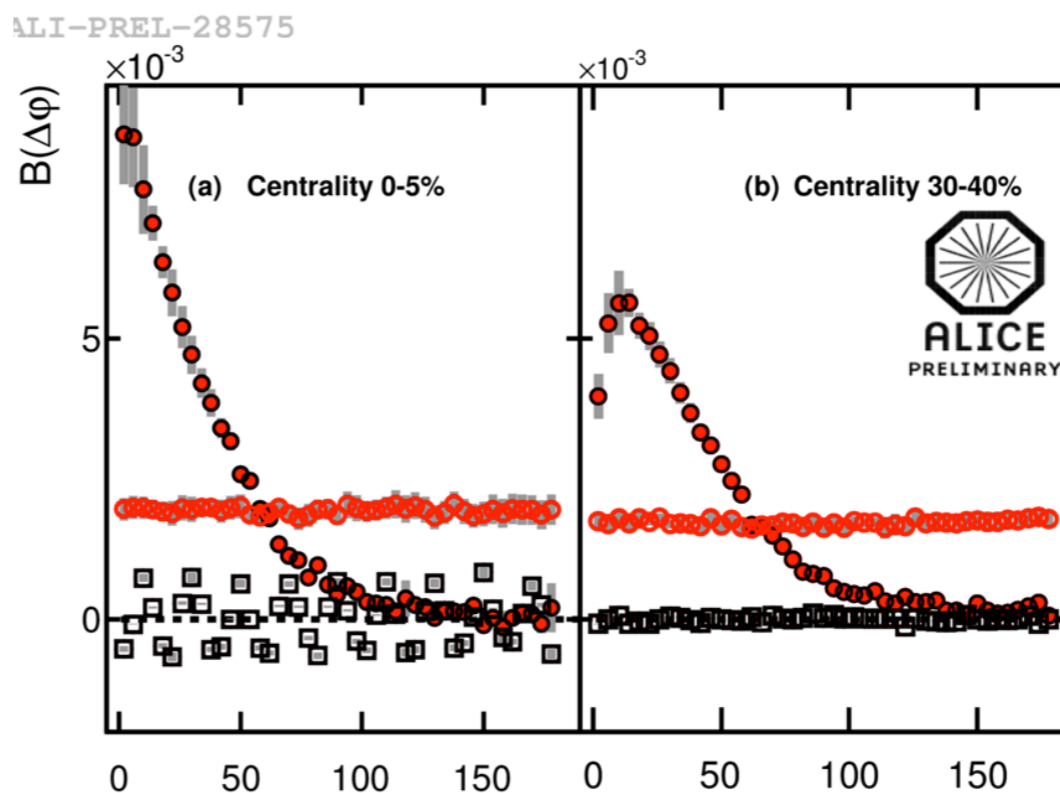 ALI-PREL-28575
×10⁻³ ×10⁻³
B(Δφ)
(a) Centrality 0-5% (b) Centrality 30-40%
ALICE
PRELIMINARY
5
0
0 50 100 150 0 50 100 150